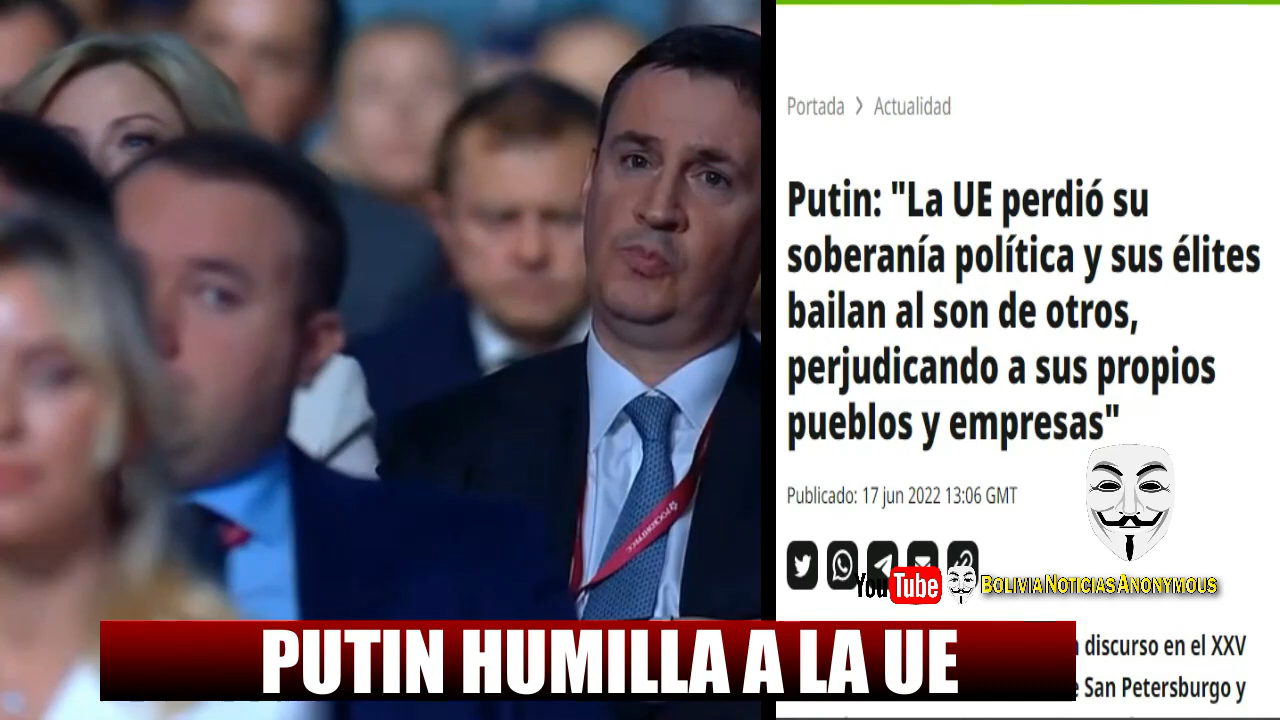 Portada > Actualidad
Putin: "La UE perdió su
soberanía política y sus élites
bailan al son de otros,
perjudicando a sus propios
pueblos y empresas"
Publicado: 17 jun 2022 13:06 GMT
YouTube BOLIVIANOTICIASANONYMOUS
discurso en el XXV
San Petersburgo y
PUTIN HUMILLA A LA UE